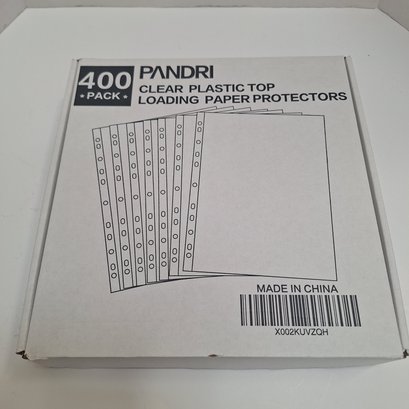 400
★ PACK ★
PANDRI
CLEAR PLASTIC TOP
LOADING PAPER PROTECTORS
MADE IN CHINA
X002KUVZQH